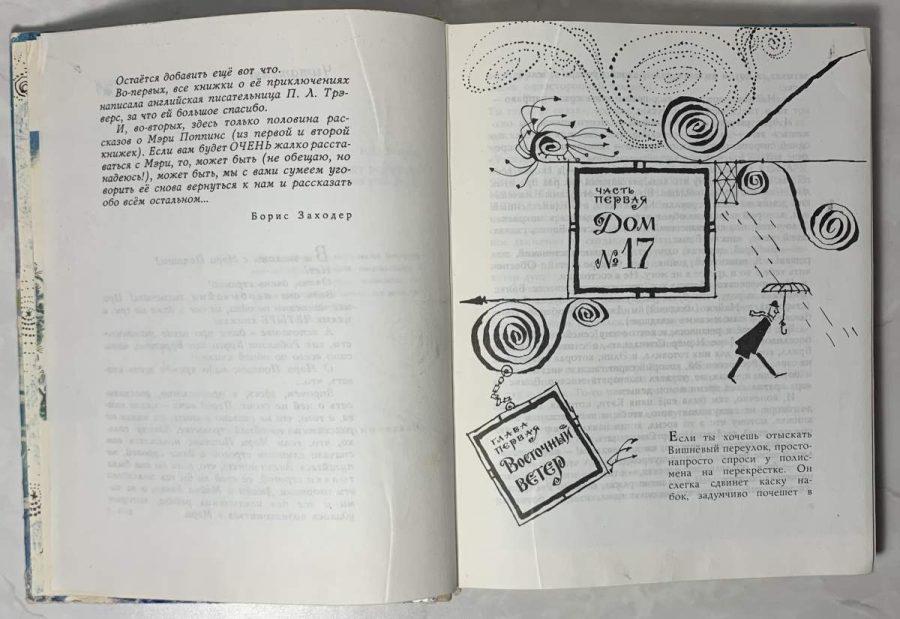 Остаётся добавить ещё вот что.
Во-первых, все книжки о её приключениях
написала английская писательница П. Л. Трэ-
верс, за что ей большое спасибо.
И, во-вторых, здесь только половина рас-
сказов о Мэри Поппинс (из первой и второй
книжек). Если вам будет ОЧЕНЬ жалко расста-
ваться с Мэри, то, может быть (не обещаю, но
надеюсь!), может быть, мы с вами сумеем уго-
ворить её снова вернуться к нам и рассказать
обо всём остальном...
Борис Заходер
ЧАСТЬ
ПЕРВАЯ
Дом
№17
ГЛАВА
ПЕРВАЯ
Восточный
ВЕТЕР
Если ты хочешь отыскать
Вишнёвый переулок, просто-
напросто спроси у полис-
мена на перекрёстке. Он
слегка сдвинет каску на-
бок, задумчиво почешет в